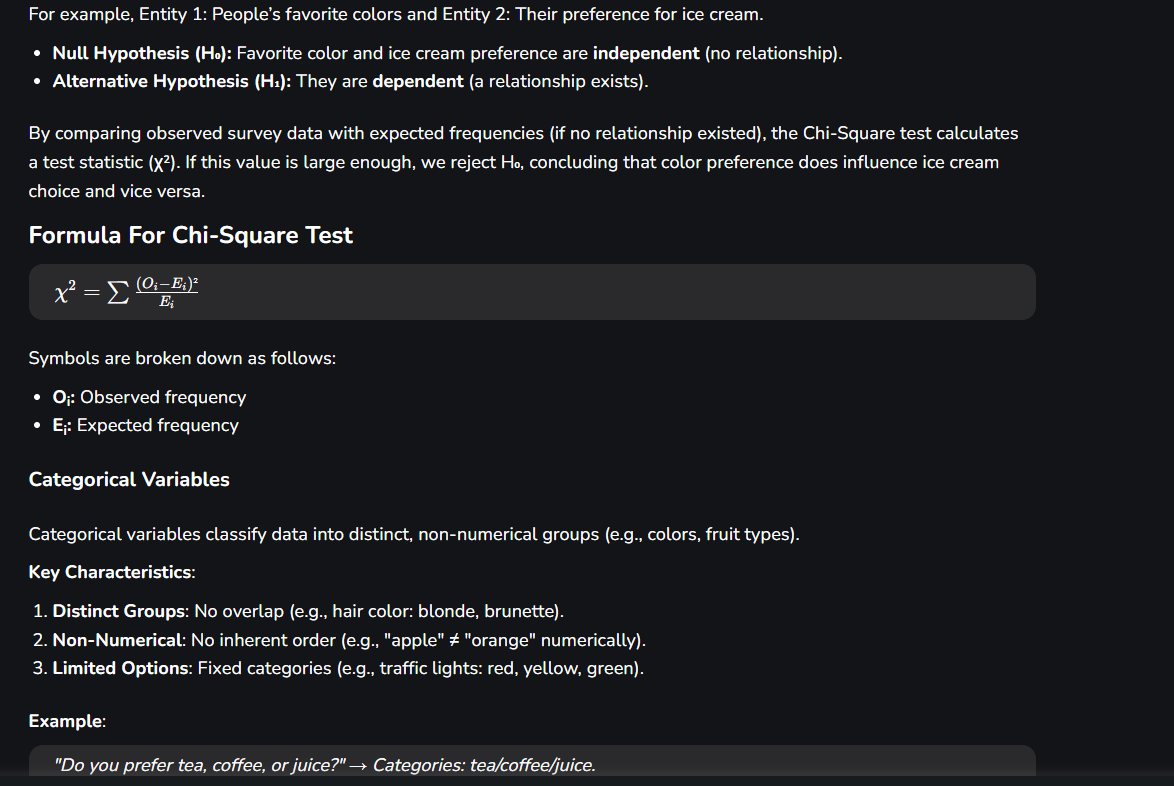 For example, Entity 1: People’s favorite colors and Entity 2: Their preference for ice cream.
• Null Hypothesis (H₀): Favorite color and ice cream preference are independent (no relationship).
• Alternative Hypothesis (H₁): They are dependent (a relationship exists).
By comparing observed survey data with expected frequencies (if no relationship existed), the Chi-Square test calculates
a test statistic (χ²). If this value is large enough, we reject H₀, concluding that color preference does influence ice cream
choice and vice versa.
Formula For Chi-Square Test
χ² = ∑ (Oᵢ−Eᵢ)² / Eᵢ
Symbols are broken down as follows:
• Oᵢ: Observed frequency
• Eᵢ: Expected frequency
Categorical Variables
Categorical variables classify data into distinct, non-numerical groups (e.g., colors, fruit types).
Key Characteristics:
1. Distinct Groups: No overlap (e.g., hair color: blonde, brunette).
2. Non-Numerical: No inherent order (e.g., "apple" ≠ "orange" numerically).
3. Limited Options: Fixed categories (e.g., traffic lights: red, yellow, green).
Example:
"Do you prefer tea, coffee, or juice?" → Categories: tea/coffee/juice.